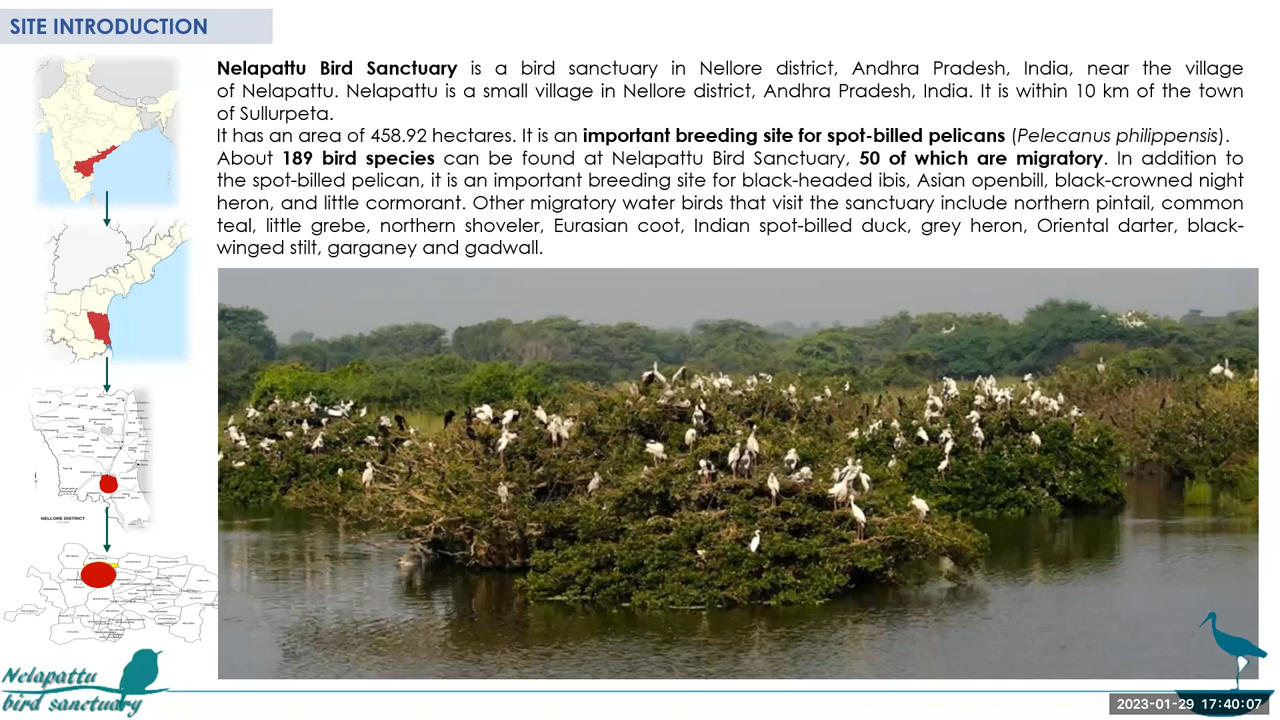 SITE INTRODUCTION
Nelapattu Bird Sanctuary is a bird sanctuary in Nellore district, Andhra Pradesh, India, near the village
of Nelapattu. Nelapattu is a small village in Nellore district, Andhra Pradesh, India. It is within 10 km of the town
of Sullurpeta.
It has an area of 458.92 hectares. It is an important breeding site for spot-billed pelicans (Pelecanus philippensis).
About 189 bird species can be found at Nelapattu Bird Sanctuary, 50 of which are migratory. In addition to
the spot-billed pelican, it is an important breeding site for black-headed ibis, Asian openbill, black-crowned night
heron, and little cormorant. Other migratory water birds that visit the sanctuary include northern pintail, common
teal, little grebe, northern shoveler, Eurasian coot, Indian spot-billed duck, grey heron, Oriental darter, black-
winged stilt, garganey and gadwall.
NELLORE DISTRICT
Nelapattu
bird sanctuary
2023-01-29 17:40:07